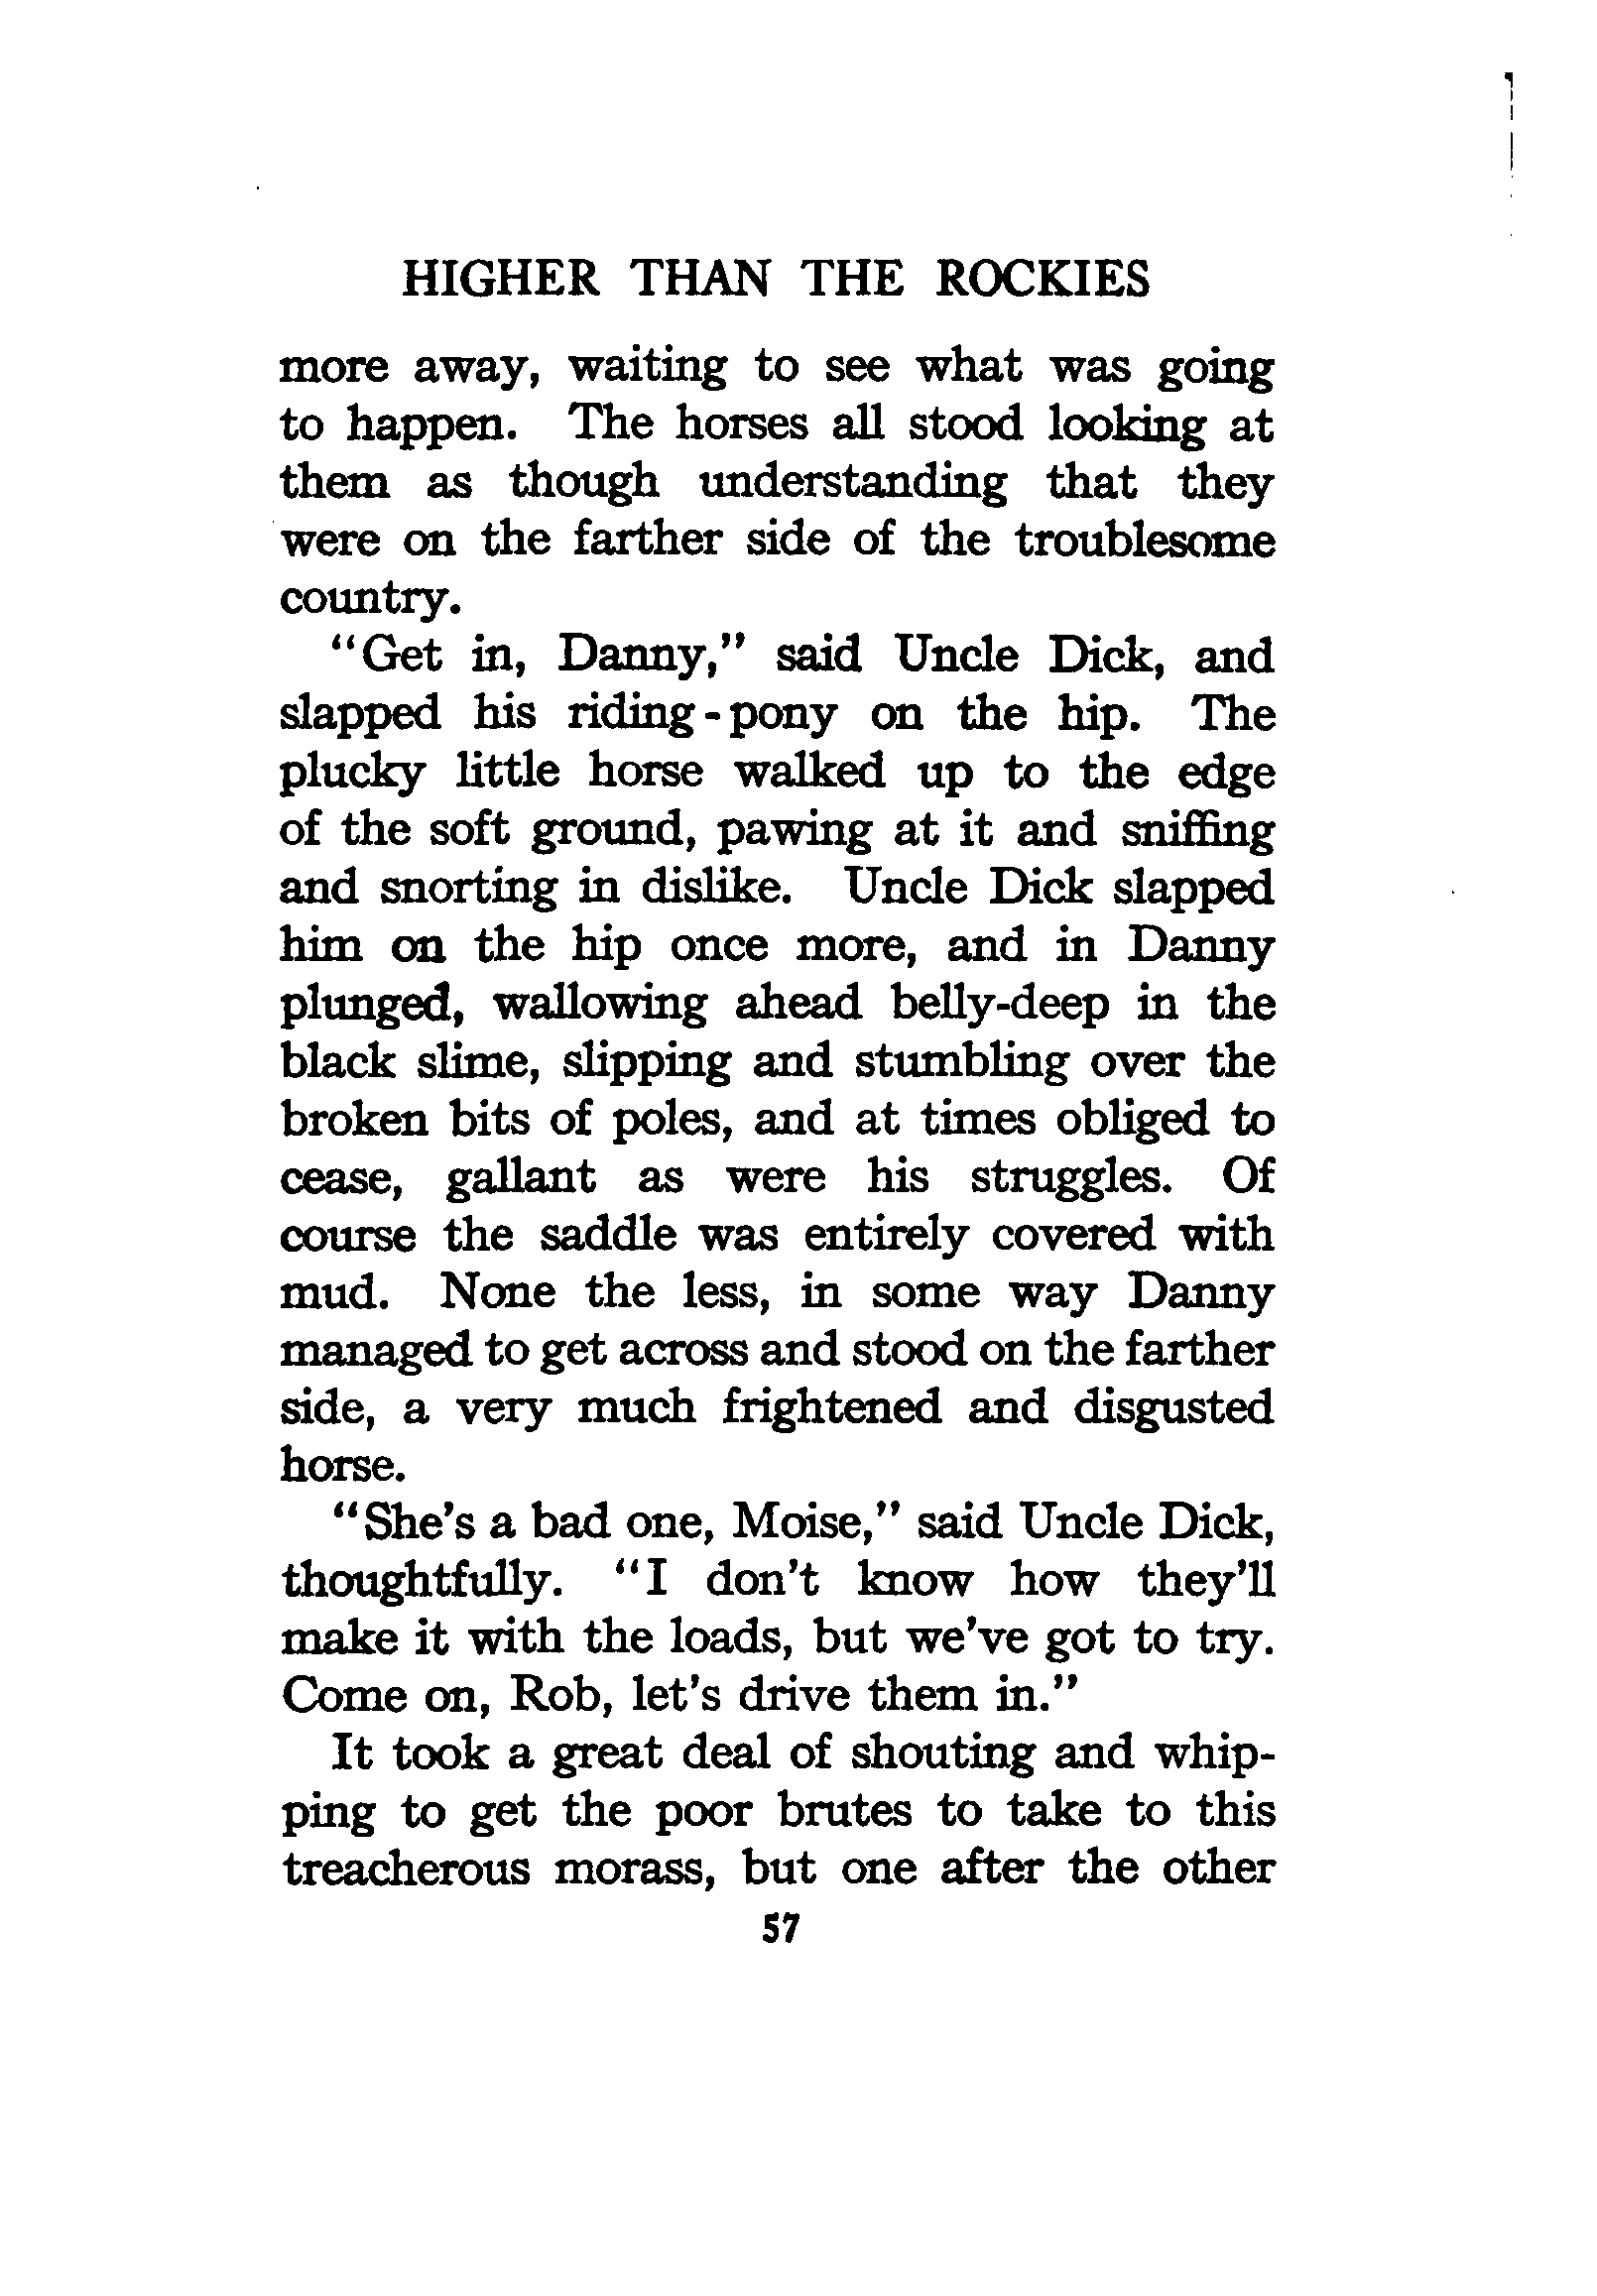 HIGHER THAN THE ROCKIES
more away, waiting to see what was going
to happen. The horses all stood looking at
them as though understanding that they
were on the farther side of the troublesome
country.
"Get in, Danny," said Uncle Dick, and
slapped his riding-pony on the hip. The
plucky little horse walked up to the edge
of the soft ground, pawing at it and sniffing
and snorting in dislike. Uncle Dick slapped
him on the hip once more, and in Danny
plunged, wallowing ahead belly-deep in the
black slime, slipping and stumbling over the
broken bits of poles, and at times obliged to
cease, gallant as were his struggles. Of
course the saddle was entirely covered with
mud. None the less, in some way Danny
managed to get across and stood on the farther
side, a very much frightened and disgusted
horse.
"She's a bad one, Moise," said Uncle Dick,
thoughtfully. "I don't know how they'll
make it with the loads, but we've got to try.
Come on, Rob, let's drive them in."
It took a great deal of shouting and whip-
ping to get the poor brutes to take to this
treacherous morass, but one after the other
57